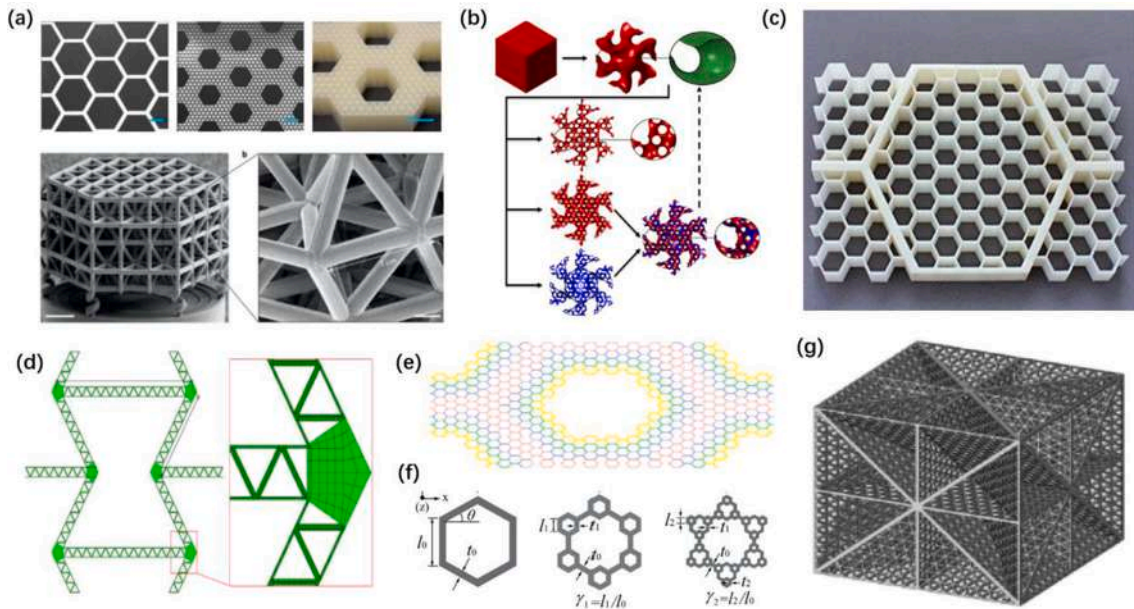 (a)
(b)
(c)
b
(d)
(e)
(f)
(g)
x
(z)
θ
l₀
t₀
l₁
t₁
t₀
γ₁=l₁/l₀
l₂
t₁
t₀
t₂
γ₂=l₂/l₀